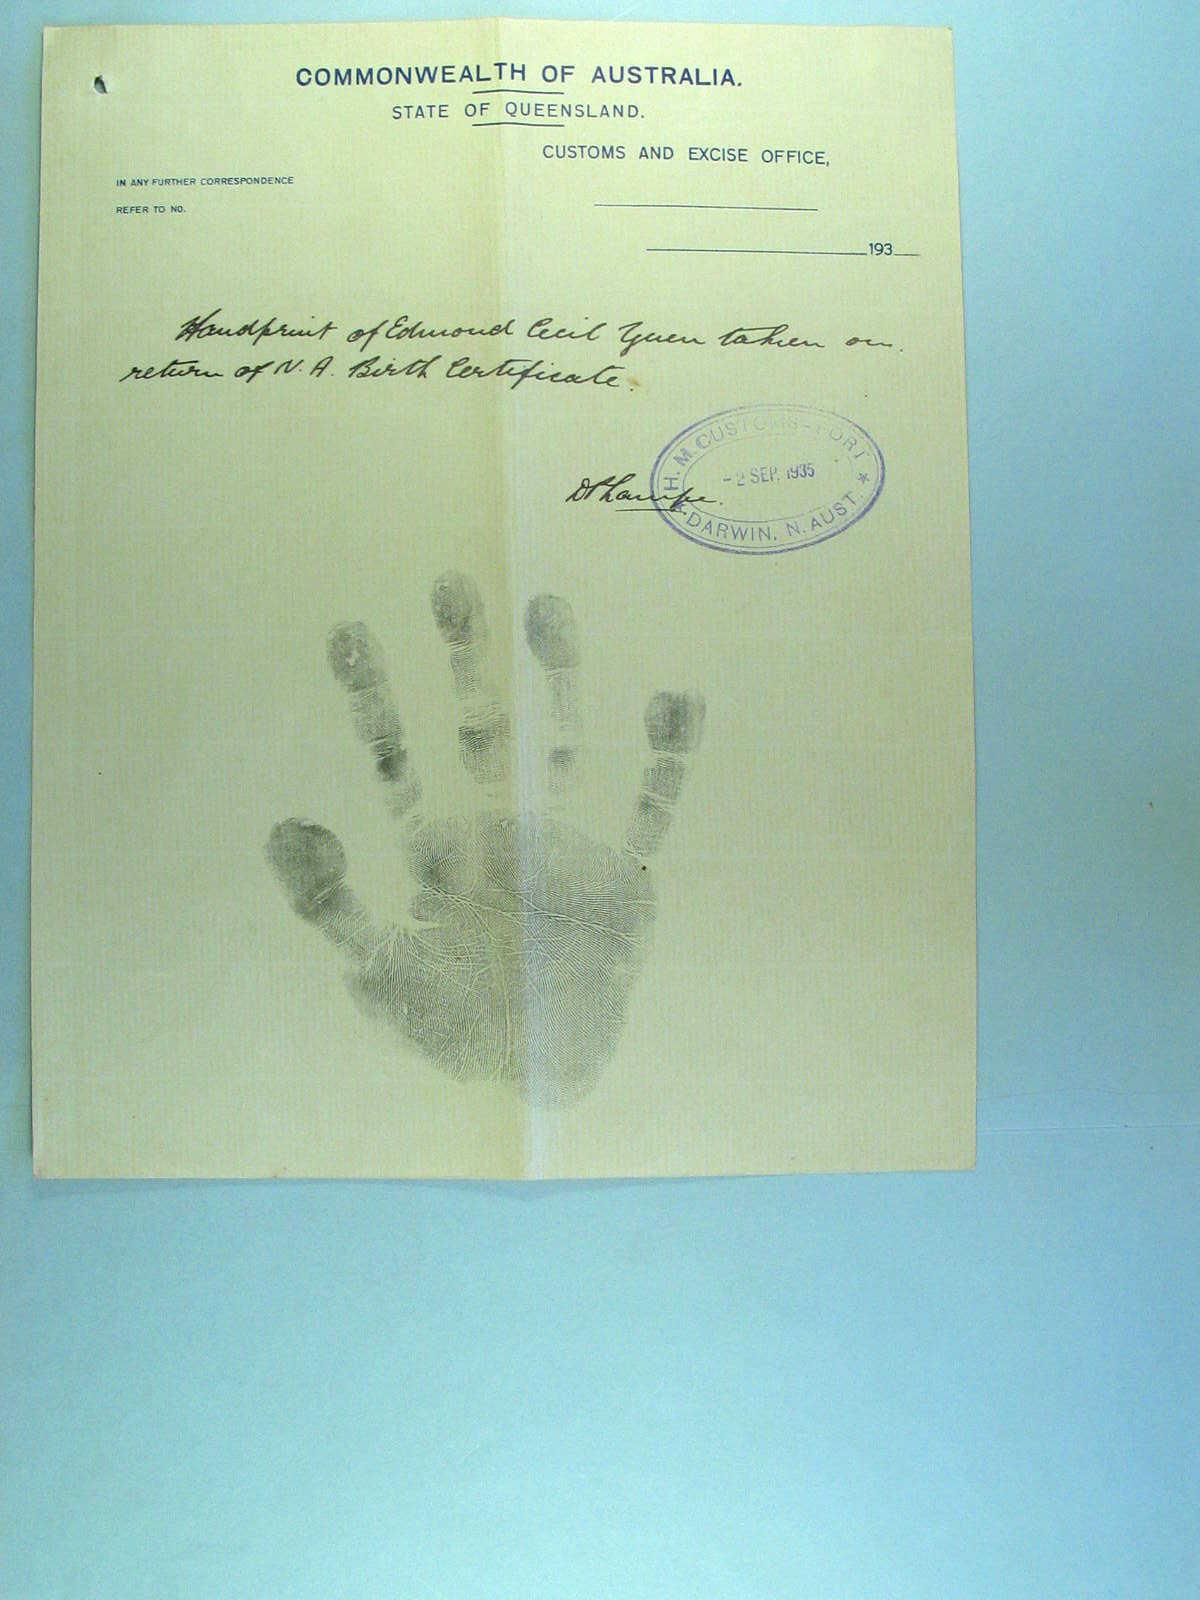 COMMONWEALTH OF AUSTRALIA.
STATE OF QUEENSLAND.
CUSTOMS AND EXCISE OFFICE,
IN ANY FURTHER CORRESPONDENCE
REFER TO NO.
193
Handprint of Edmond Cecil Yuen taken on
return of N. A. Birth Certificate.
H. M. CUSTOMS - PORT
- 2 SEP. 1935
DARWIN, N. AUST.